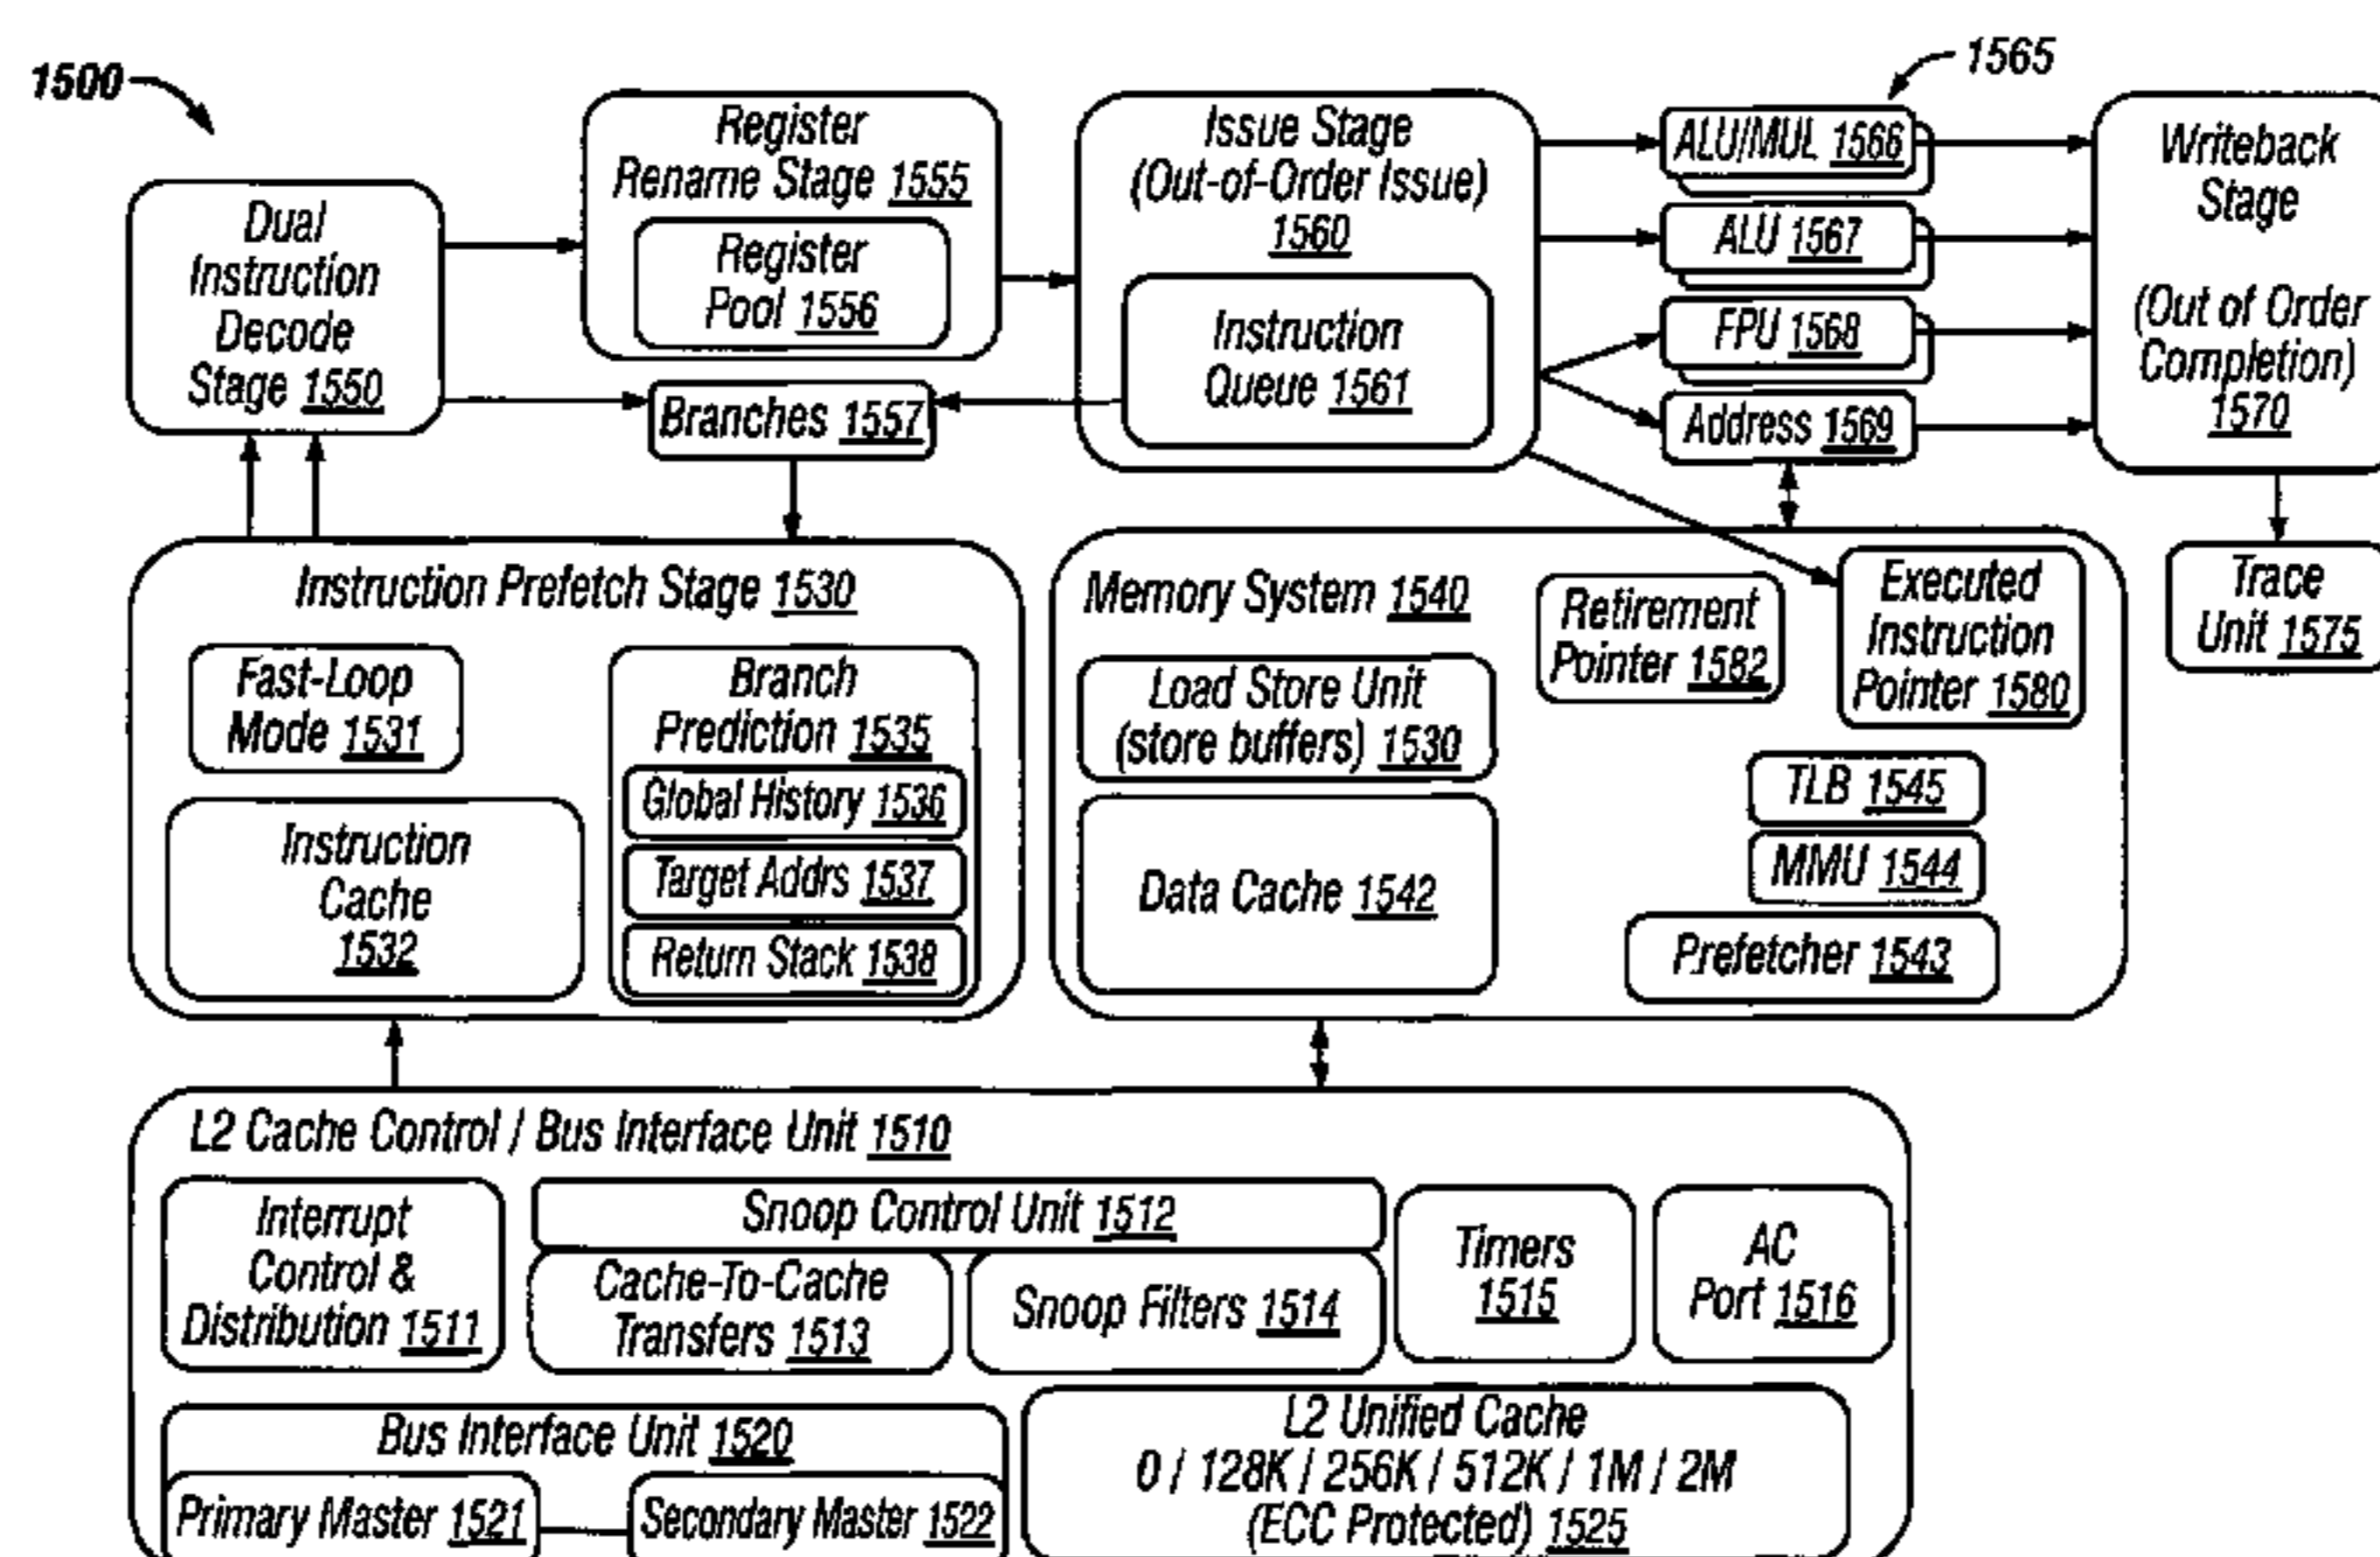 1500
1565
Dual
Instruction
Decode
Stage 1550
Register
Rename Stage 1555
Register
Pool 1556
Branches 1557
Issue Stage
(Out-of-Order Issue)
1560
Instruction
Queue 1561
ALU/MUL 1566
ALU 1567
FPU 1568
Address 1569
Writeback
Stage
(Out of Order
Completion)
1570
Trace
Unit 1575
Instruction Prefetch Stage 1530
Fast-Loop
Mode 1531
Instruction
Cache
1532
Branch
Prediction 1535
Global History 1536
Target Addrs 1537
Return Stack 1538
Memory System 1540
Load Store Unit
(store buffers) 1530
Data Cache 1542
Retirement
Pointer 1582
Executed
Instruction
Pointer 1580
TLB 1545
MMU 1544
Prefetcher 1543
L2 Cache Control / Bus Interface Unit 1510
Interrupt
Control &
Distribution 1511
Snoop Control Unit 1512
Cache-To-Cache
Transfers 1513
Snoop Filters 1514
Timers
1515
AC
Port 1516
Bus Interface Unit 1520
Primary Master 1521
Secondary Master 1522
L2 Unified Cache
0 / 128K / 256K / 512K / 1M / 2M
(ECC Protected) 1525